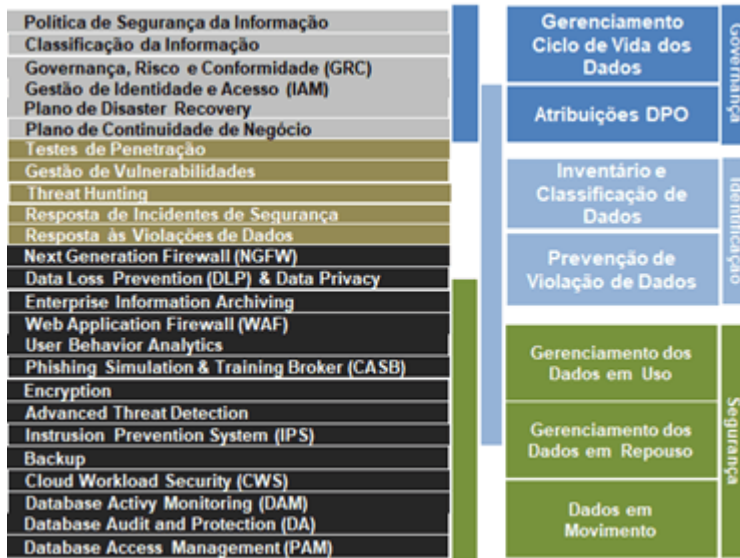 Política de Segurança da Informação
Classificação da Informação
Governança, Risco e Conformidade (GRC)
Gestão de Identidade e Acesso (IAM)
Plano de Disaster Recovery
Plano de Continuidade de Negócio
Testes de Penetração
Gestão de Vulnerabilidades
Threat Hunting
Resposta de Incidentes de Segurança
Resposta às Violações de Dados
Next Generation Firewall (NGFW)
Data Loss Prevention (DLP) & Data Privacy
Enterprise Information Archiving
Web Application Firewall (WAF)
User Behavior Analytics
Phishing Simulation & Training Broker (CASB)
Encryption
Advanced Threat Detection
Instrusion Prevention System (IPS)
Backup
Cloud Workload Security (CWS)
Database Activy Monitoring (DAM)
Database Audit and Protection (DA)
Database Access Management (PAM)
Gerenciamento
Ciclo de Vida dos
Dados
Atribuições DPO
Governança
Inventário e
Classificação de
Dados
Prevenção de
Violação de Dados
Identificação
Gerenciamento dos
Dados em Uso
Gerenciamento dos
Dados em Repouso
Dados em
Movimento
Segurança